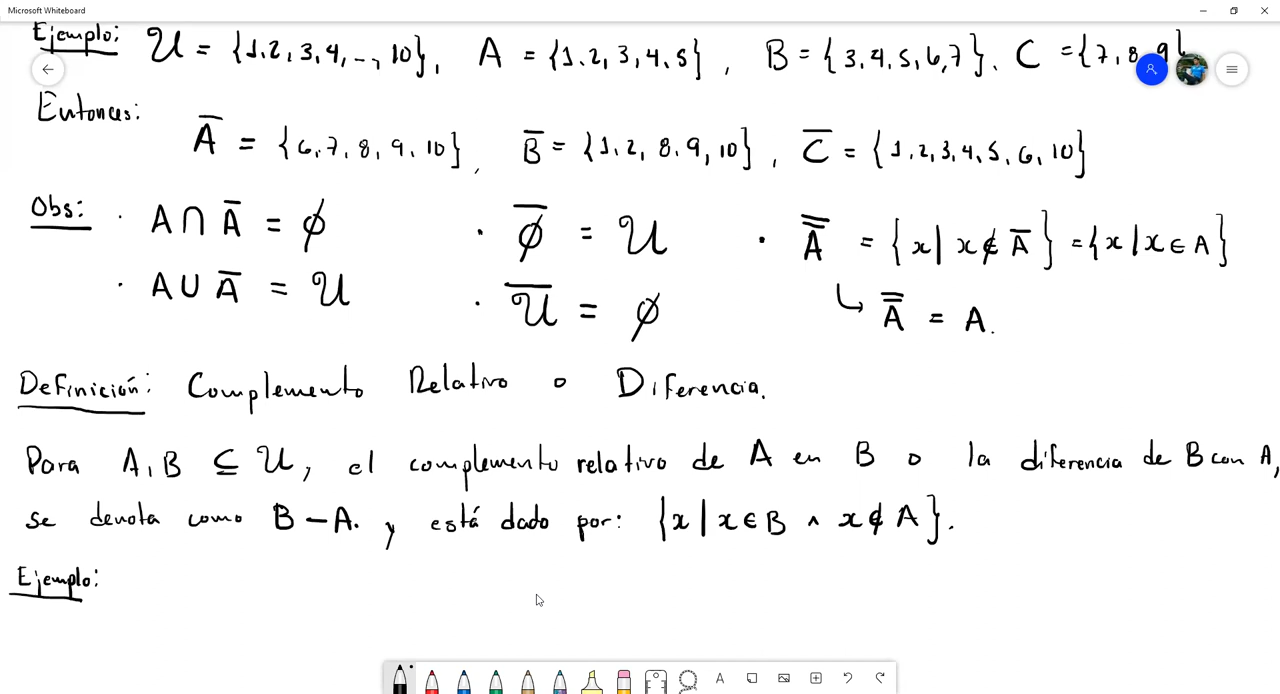 Microsoft Whiteboard
Ejemplo: U = {1,2,3,4,..,10}, A = {1,2,3,4,5}, B = {3,4,5,6,7}, C = {7,8,9}
Entonces:
A̅ = {6,7,8,9,10}, B̅ = {1,2,8,9,10}, C̅ = {1,2,3,4,5,6,10}
Obs: · A ∩ A̅ = ∅ · ∅̅ = U · A̿ = {x | x ∉ A̅} = {x | x ∈ A}
· A ∪ A̅ = U · U̅ = ∅ ↳ A̿ = A.
Definición: Complemento Relativo o Diferencia.
Para A, B ⊆ U, el complemento relativo de A en B o la diferencia de B con A,
se denota como B – A. y está dado por: {x | x ∈ B ∧ x ∉ A}.
Ejemplo:
A